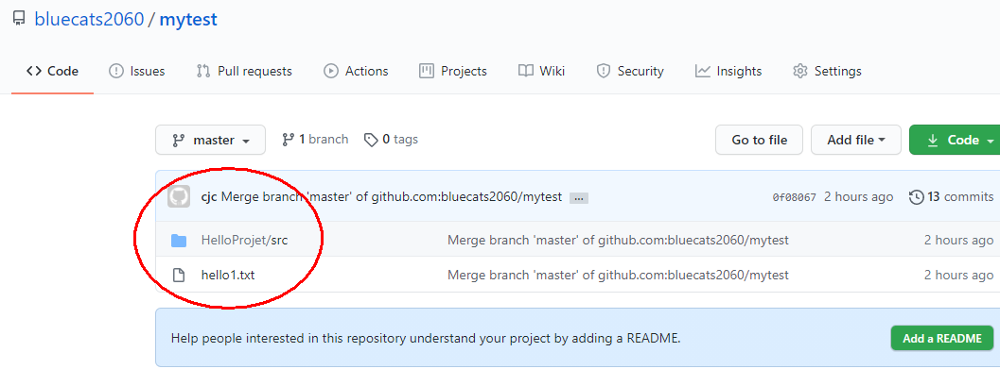 bluecats2060 / mytest
Code Issues Pull requests Actions Projects Wiki Security Insights Settings
master 1 branch 0 tags Go to file Add file Code
cjc Merge branch 'master' of github.com:bluecats2060/mytest ... 0f08067 2 hours ago 13 commits
HelloProjet/src Merge branch 'master' of github.com:bluecats2060/mytest 2 hours ago
hello1.txt Merge branch 'master' of github.com:bluecats2060/mytest 2 hours ago
Help people interested in this repository understand your project by adding a README. Add a README